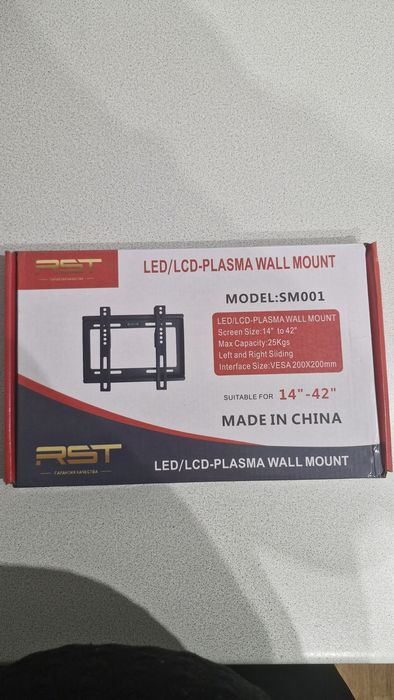 RST
ГАРАНТИЯ КАЧЕСТВА
LED/LCD-PLASMA WALL MOUNT
MODEL:SM001
LED/LCD-PLASMA WALL MOUNT
Screen Size:14" to 42"
Max Capacity:25Kgs
Left and Right Sliding
Interface Size:VESA 200X200mm
SUITABLE FOR 14"-42"
MADE IN CHINA
RST
ГАРАНТИЯ КАЧЕСТВА
LED/LCD-PLASMA WALL MOUNT